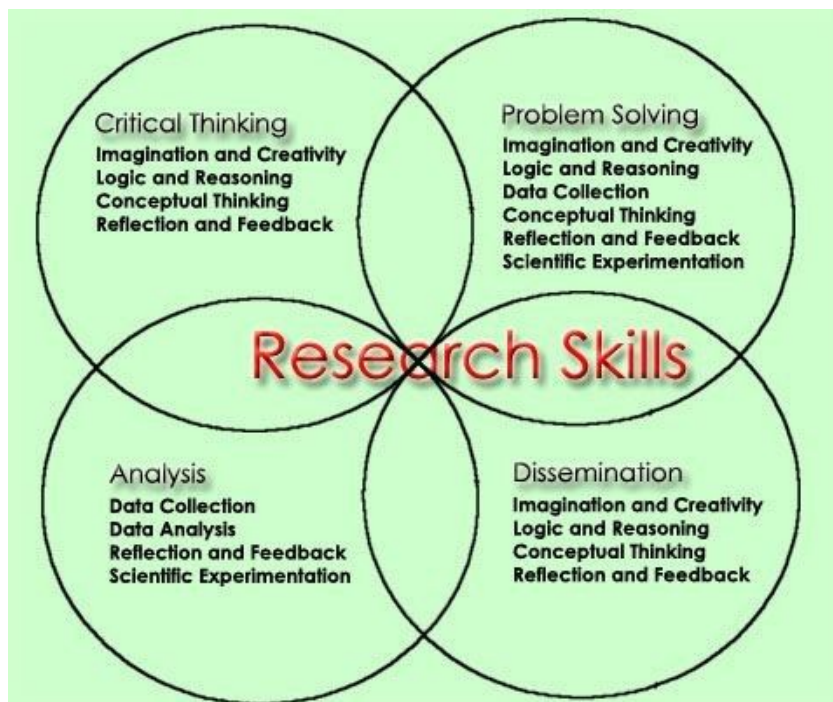 Critical Thinking
Imagination and Creativity
Logic and Reasoning
Conceptual Thinking
Reflection and Feedback
Problem Solving
Imagination and Creativity
Logic and Reasoning
Data Collection
Conceptual Thinking
Reflection and Feedback
Scientific Experimentation
Research Skills
Analysis
Data Collection
Data Analysis
Reflection and Feedback
Scientific Experimentation
Dissemination
Imagination and Creativity
Logic and Reasoning
Conceptual Thinking
Reflection and Feedback